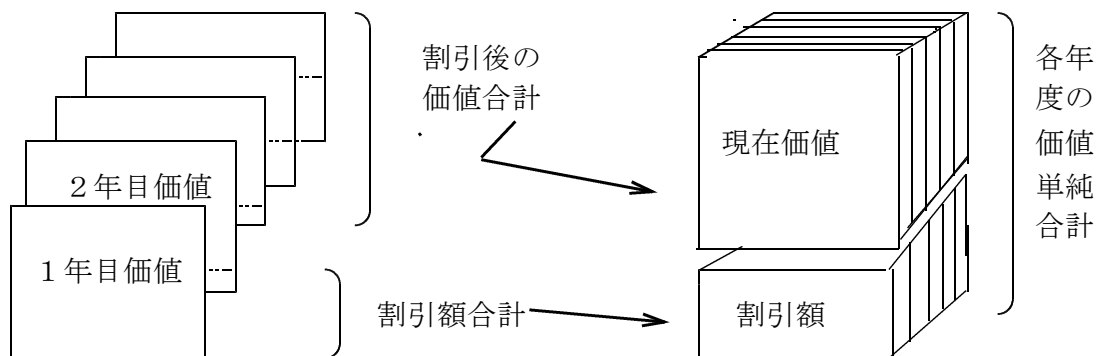 割引後の
価値合計
２年目価値
１年目価値
割引額合計
現在価値
割引額
各年
度の
価値
単純
合計